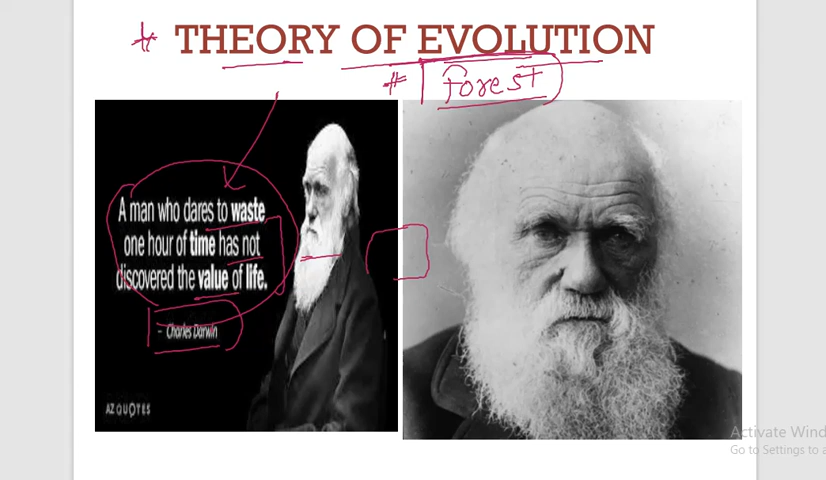 # THEORY OF EVOLUTION
# forest
A man who dares to waste
one hour of time has not
discovered the value of life.
- Charles Darwin
AZ QUOTES
Activate Wind
Go to Settings to a